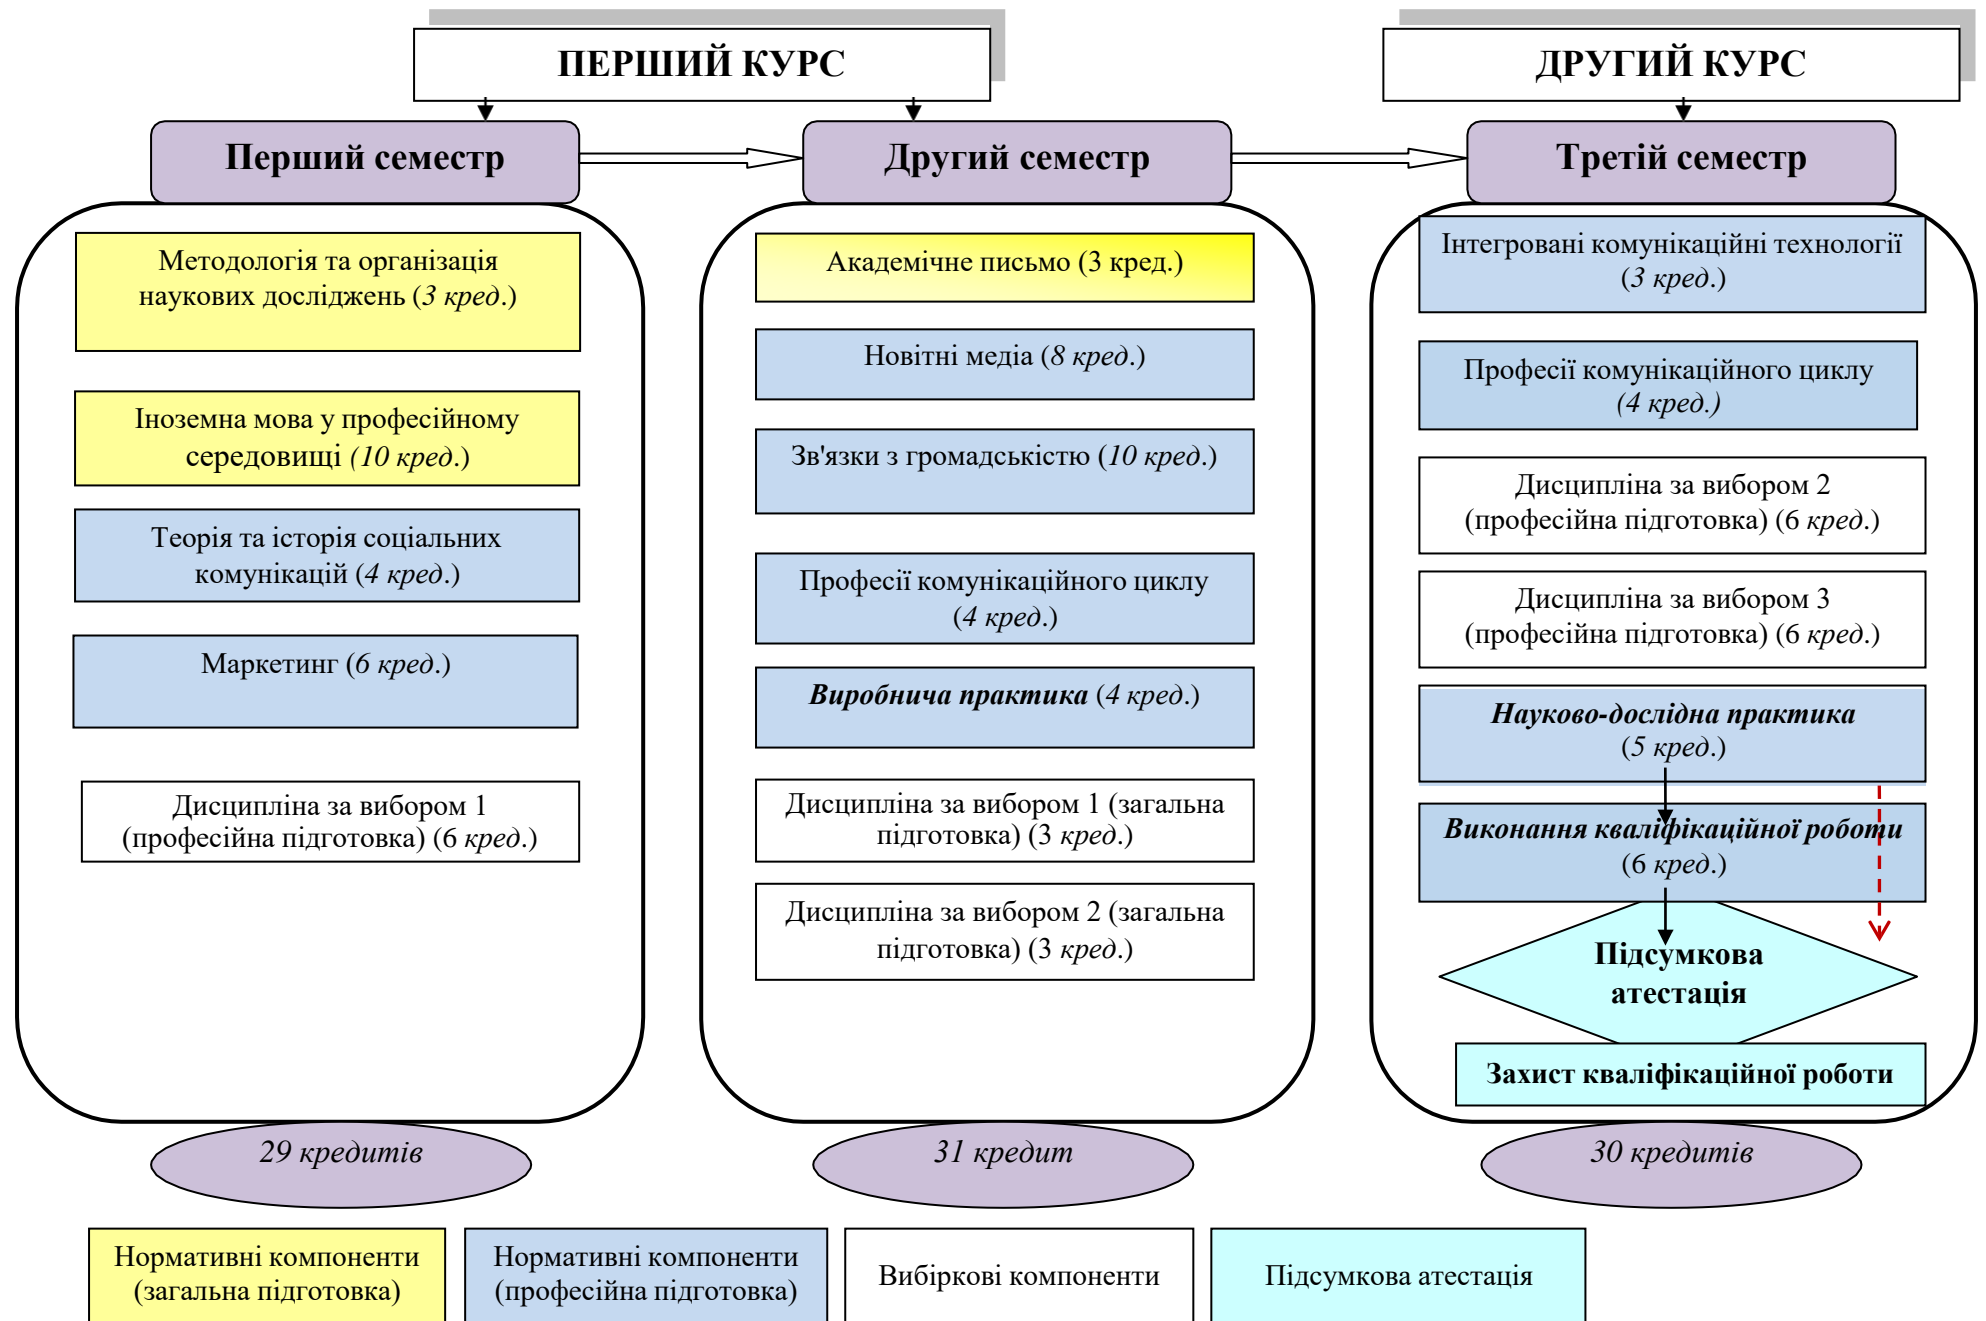 ПЕРШИЙ КУРС
ДРУГИЙ КУРС
Перший семестр
Другий семестр
Третій семестр
Методологія та організація
наукових досліджень (3 кред.)
Іноземна мова у професійному
середовищі (10 кред.)
Теорія та історія соціальних
комунікацій (4 кред.)
Маркетинг (6 кред.)
Дисципліна за вибором 1
(професійна підготовка) (6 кред.)
Академічне письмо (3 кред.)
Новітні медіа (8 кред.)
Зв'язки з громадськістю (10 кред.)
Професії комунікаційного циклу
(4 кред.)
Виробнича практика (4 кред.)
Дисципліна за вибором 1 (загальна
підготовка) (3 кред.)
Дисципліна за вибором 2 (загальна
підготовка) (3 кред.)
Інтегровані комунікаційні технології
(3 кред.)
Професії комунікаційного циклу
(4 кред.)
Дисципліна за вибором 2
(професійна підготовка) (6 кред.)
Дисципліна за вибором 3
(професійна підготовка) (6 кред.)
Науково-дослідна практика
(5 кред.)
Виконання кваліфікаційної роботи
(6 кред.)
Підсумкова
атестація
Захист кваліфікаційної роботи
29 кредитів
31 кредит
30 кредитів
Нормативні компоненти
(загальна підготовка)
Нормативні компоненти
(професійна підготовка)
Вибіркові компоненти
Підсумкова атестація